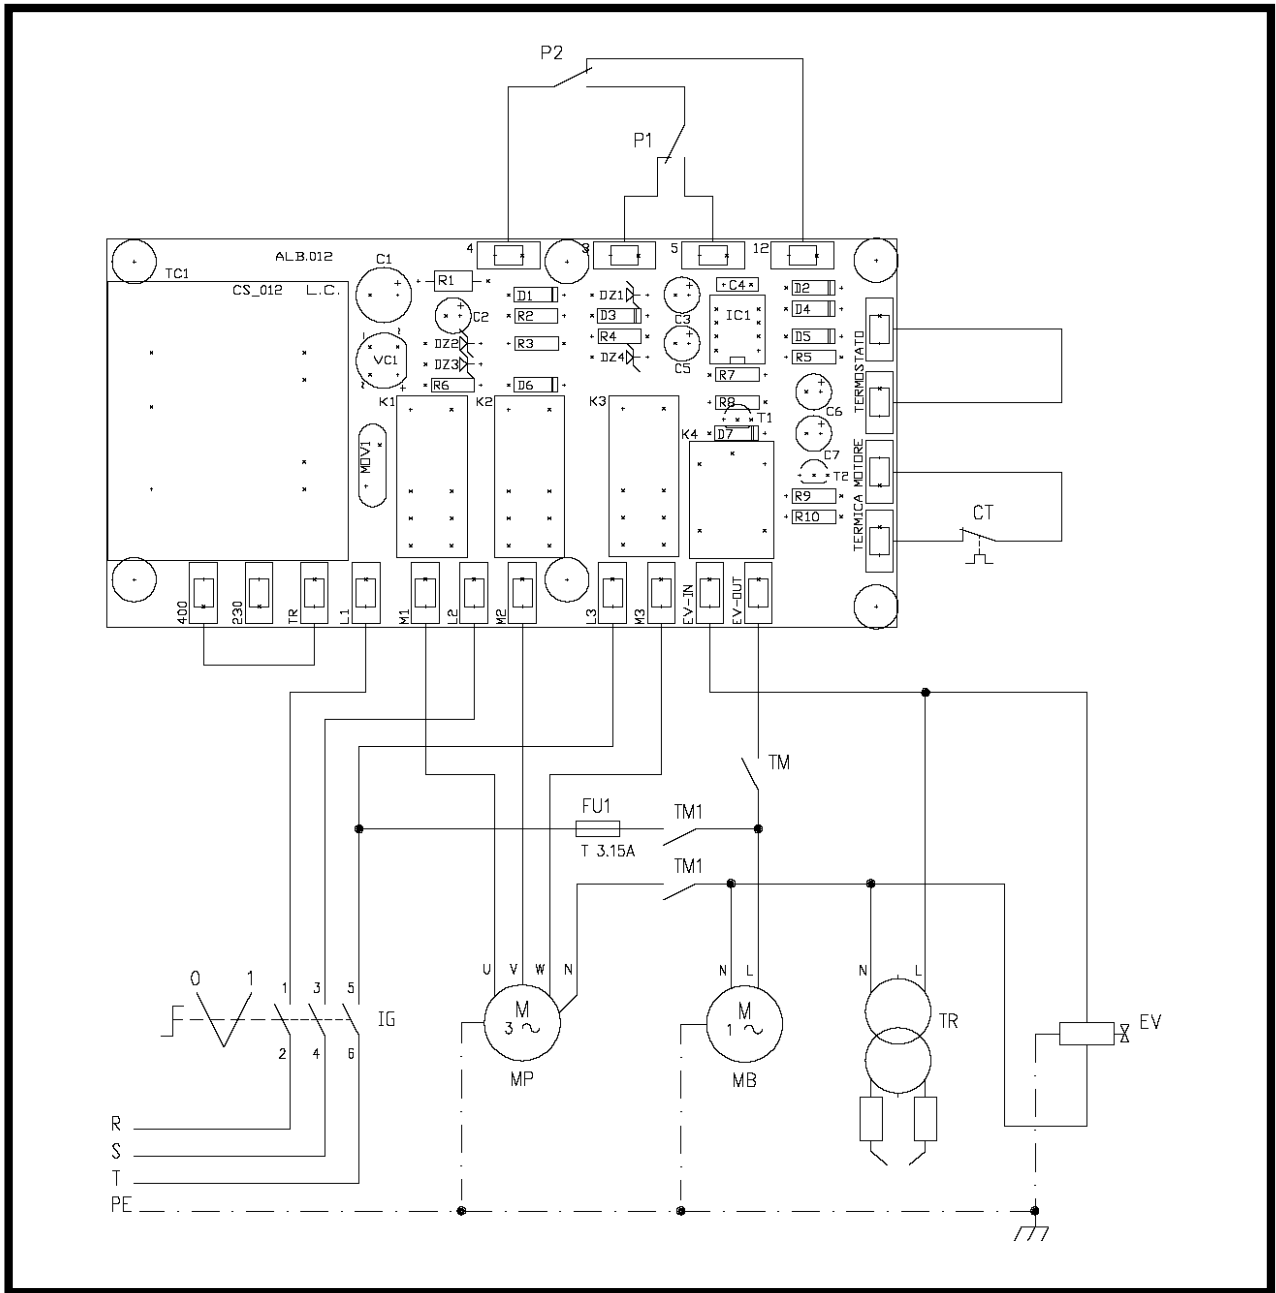 P2
P1
4
5
12
TC1
ALB.012
CS_012 L.C.
C1
R1
C2
D1
R2
R3
DZ1
D3
R4
DZ4
C3
C5
C4
IC1
D2
D4
D5
R5
VC1
DZ2
DZ3
R6
D6
R7
R8
T1
C6
C7
T2
K1
K2
K3
K4
D7
MOV1
R9
R10
TERMOSTATO
TERMICA MOTORE
CT
400
230
TR
L1
M1
L2
M2
L3
M3
EV-IN
EV-OUT
TM
FU1
T 3.15A
TM1
TM1
U V W N
N L
N L
0 1
1 3 5
IG
2 4 6
M
3
MP
M
1
MB
TR
EV
R
S
T
PE